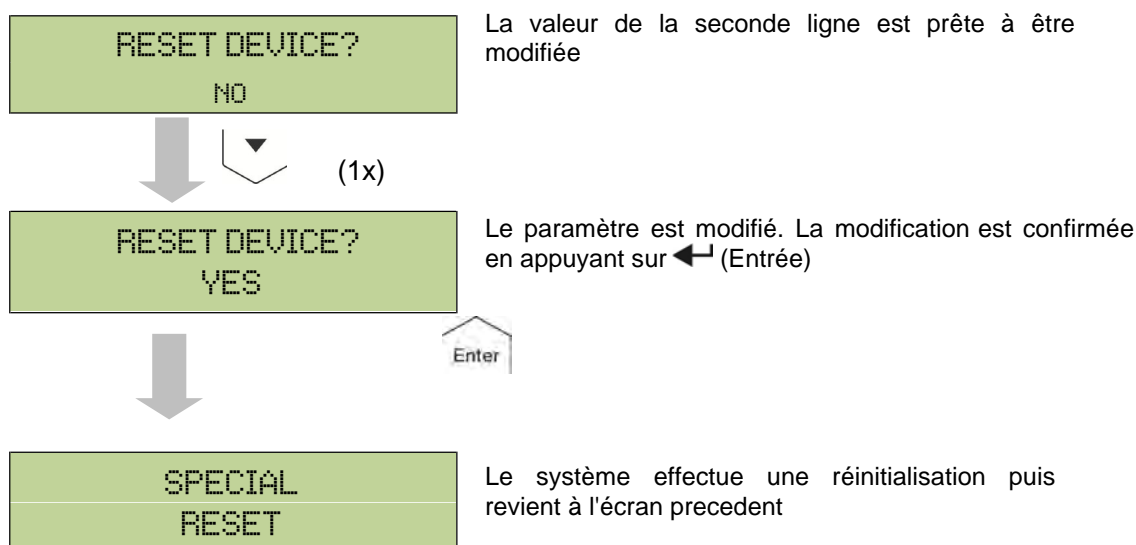 RESET DEVICE?
NO
La valeur de la seconde ligne est prête à être
modifiée
(1x)
RESET DEVICE?
YES
Le paramètre est modifié. La modification est confirmée
en appuyant sur (Entrée)
Enter
SPECIAL
RESET
Le système effectue une réinitialisation puis
revient à l'écran precedent